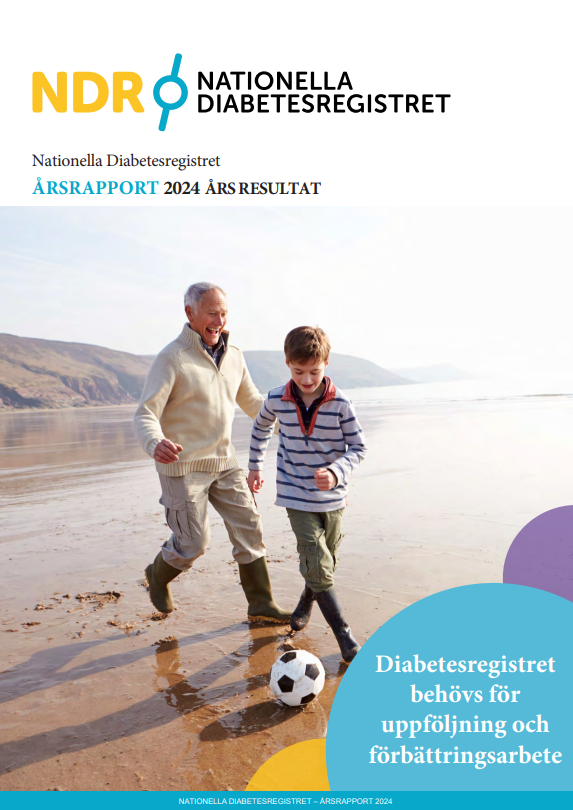 NDR NATIONELLA
DIABETESREGISTRET
Nationella Diabetesregistret
ÅRSRAPPORT 2024 ÅRS RESULTAT
Diabetesregistret
behövs för
uppföljning och
förbättringsarbete
NATIONELLA DIABETESREGISTRET – ÅRSRAPPORT 2024